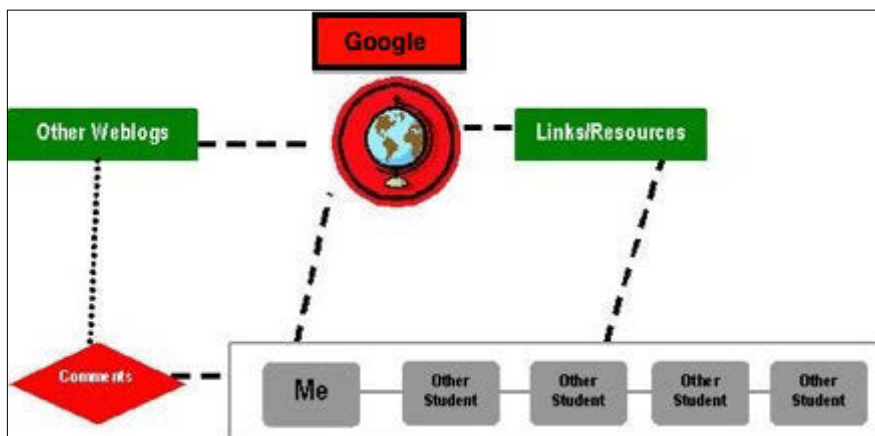 Google
Other Weblogs
Links/Resources
Comments
Me
Other
Student
Other
Student
Other
Student
Other
Student